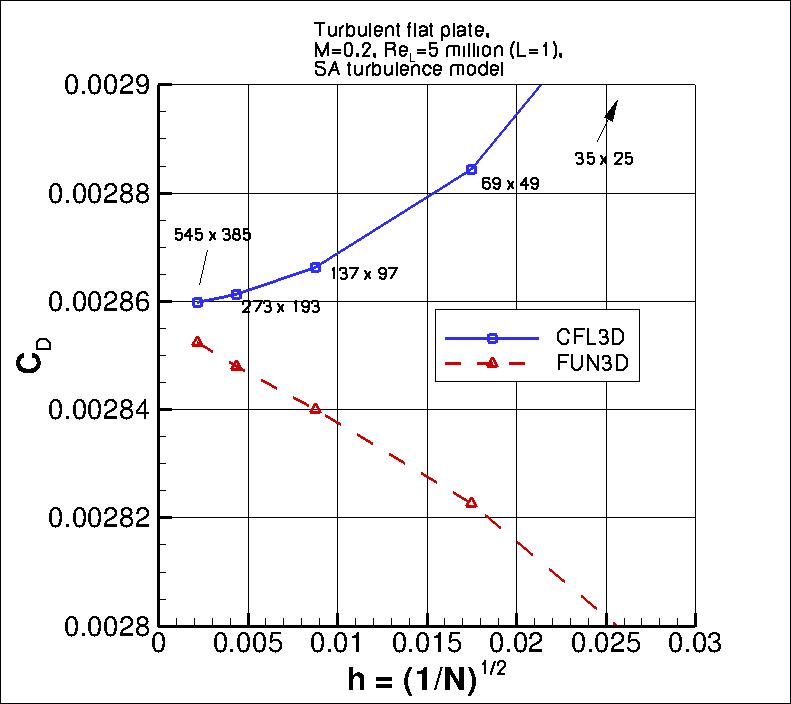 Turbulent flat plate,
M=0.2, Re_L=5 million (L=1),
SA turbulence model
0.0029
0.00288
0.00286
0.00284
0.00282
0.0028
C_D
35 x 25
69 x 49
545 x 385
137 x 97
273 x 193
CFL3D
FUN3D
0 0.005 0.01 0.015 0.02 0.025 0.03
h = (1/N)^1/2